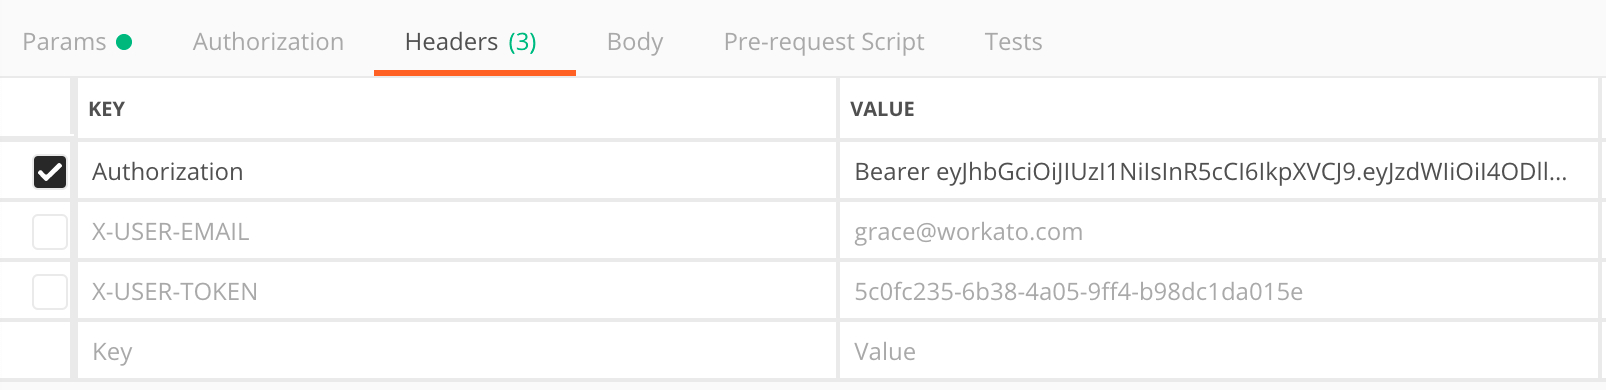 Params Authorization Headers (3) Body Pre-request Script Tests
KEY VALUE
Authorization Bearer eyJhbGciOiJIUzI1NiIsInR5cCI6IkpXVCJ9.eyJzdWIiOiI4ODll...
X-USER-EMAIL grace@workato.com
X-USER-TOKEN 5c0fc235-6b38-4a05-9ff4-b98dc1da015e
Key Value